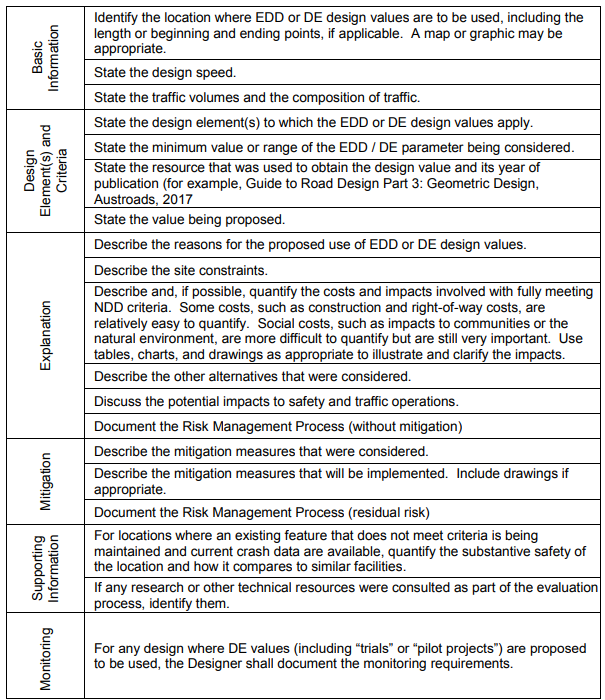 Basic
Information
Identify the location where EDD or DE design values are to be used, including the
length or beginning and ending points, if applicable.  A map or graphic may be
appropriate.
State the design speed.
State the traffic volumes and the composition of traffic.
Design
Element(s) and
Criteria
State the design element(s) to which the EDD or DE design values apply.
State the minimum value or range of the EDD / DE parameter being considered.
State the resource that was used to obtain the design value and its year of
publication (for example, Guide to Road Design Part 3: Geometric Design,
Austroads, 2017
State the value being proposed.
Explanation
Describe the reasons for the proposed use of EDD or DE design values.
Describe the site constraints.
Describe and, if possible, quantify the costs and impacts involved with fully meeting
NDD criteria.  Some costs, such as construction and right-of-way costs, are
relatively easy to quantify.  Social costs, such as impacts to communities or the
natural environment, are more difficult to quantify but are still very important.  Use
tables, charts, and drawings as appropriate to illustrate and clarify the impacts.
Describe the other alternatives that were considered.
Discuss the potential impacts to safety and traffic operations.
Document the Risk Management Process (without mitigation)
Mitigation
Describe the mitigation measures that were considered.
Describe the mitigation measures that will be implemented.  Include drawings if
appropriate.
Document the Risk Management Process (residual risk)
Supporting
Information
For locations where an existing feature that does not meet criteria is being
maintained and current crash data are available, quantify the substantive safety of
the location and how it compares to similar facilities.
If any research or other technical resources were consulted as part of the evaluation
process, identify them.
Monitoring
For any design where DE values (including “trials” or “pilot projects”) are proposed
to be used, the Designer shall document the monitoring requirements.